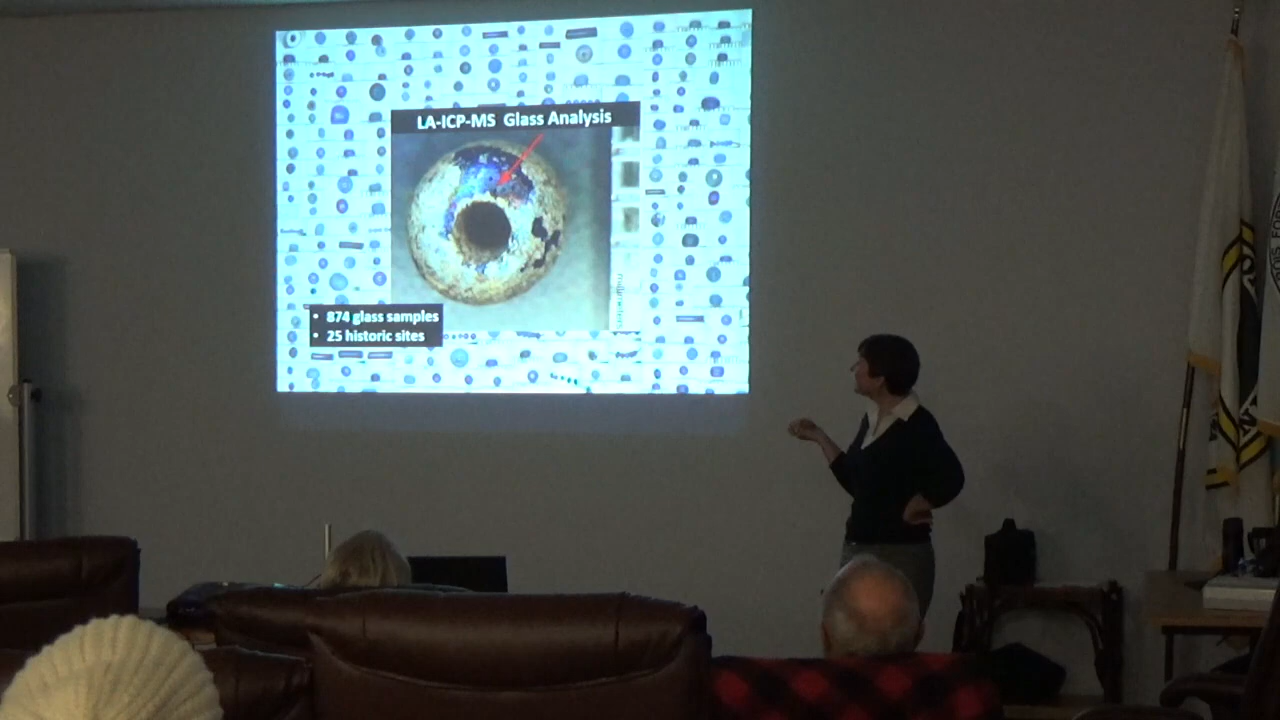 LA-ICP-MS Glass Analysis
• 874 glass samples
• 25 historic sites